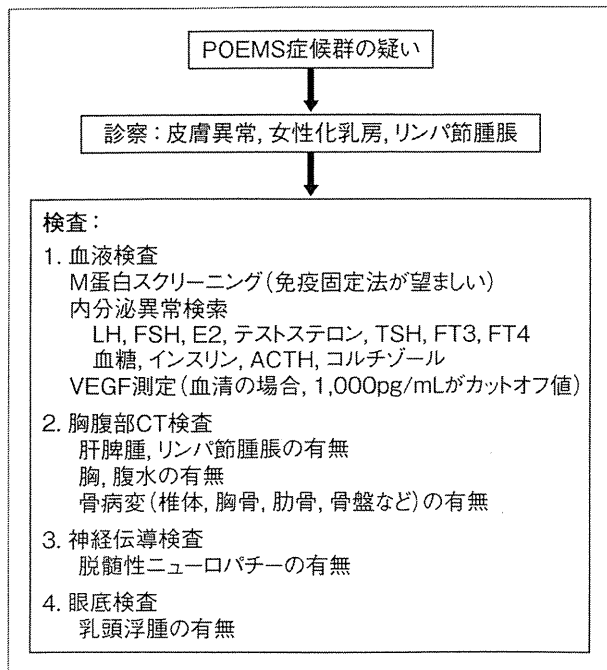 POEMS症候群の疑い
診察:皮膚異常, 女性化乳房, リンパ節腫脹
検査:
1. 血液検査
M蛋白スクリーニング(免疫固定法が望ましい)
内分泌異常検索
LH, FSH, E2, テストステロン, TSH, FT3, FT4
血糖, インスリン, ACTH, コルチゾール
VEGF測定(血清の場合, 1,000pg/mLがカットオフ値)
2. 胸腹部CT検査
肝脾腫, リンパ節腫脹の有無
胸, 腹水の有無
骨病変(椎体, 胸骨, 肋骨, 骨盤など)の有無
3. 神経伝導検査
脱髄性ニューロパチーの有無
4. 眼底検査
乳頭浮腫の有無